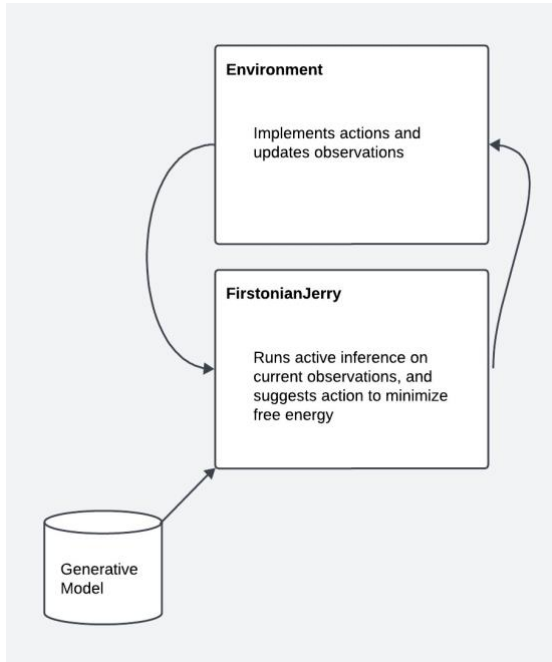 Environment
Implements actions and
updates observations
FirstonianJerry
Runs active inference on
current observations, and
suggests action to minimize
free energy
Generative
Model